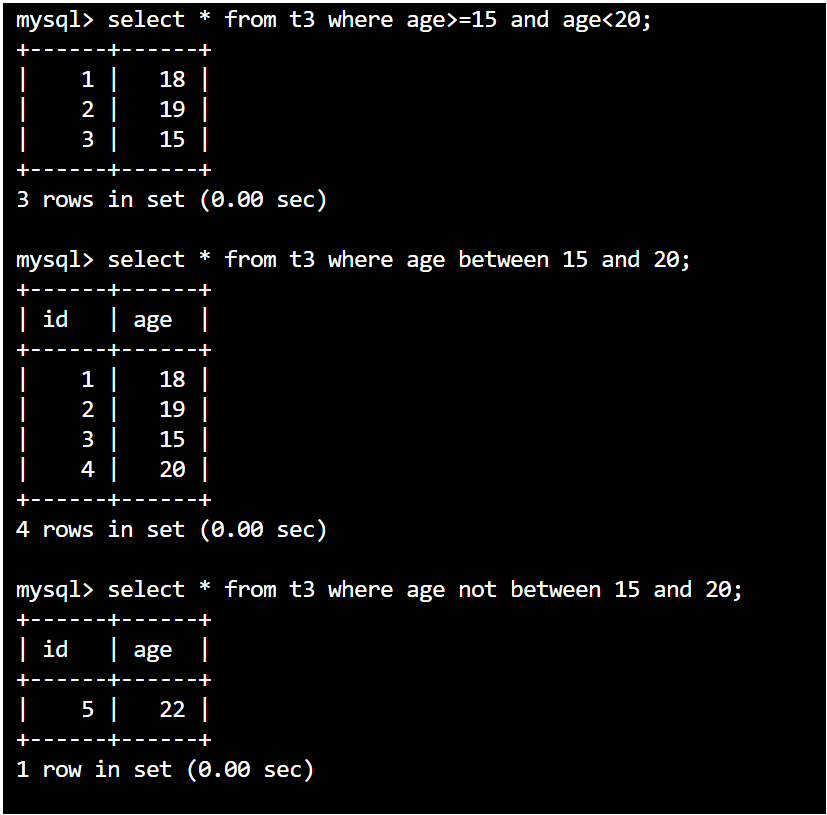 mysql> select * from t3 where age>=15 and age<20;
+------+------+
|    1 |   18 |
|    2 |   19 |
|    3 |   15 |
+------+------+
3 rows in set (0.00 sec)

mysql> select * from t3 where age between 15 and 20;
+------+------+
| id   | age  |
+------+------+
|    1 |   18 |
|    2 |   19 |
|    3 |   15 |
|    4 |   20 |
+------+------+
4 rows in set (0.00 sec)

mysql> select * from t3 where age not between 15 and 20;
+------+------+
| id   | age  |
+------+------+
|    5 |   22 |
+------+------+
1 row in set (0.00 sec)